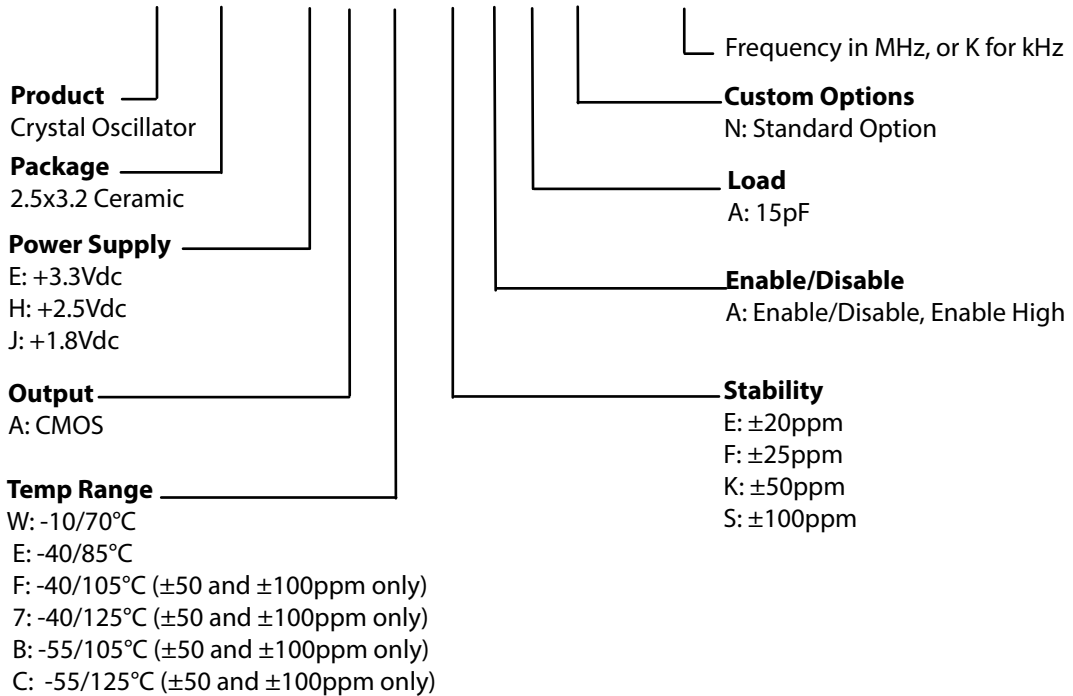 Frequency in MHz, or K for kHz
Product
Crystal Oscillator
Package
2.5x3.2 Ceramic
Power Supply
E: +3.3Vdc
H: +2.5Vdc
J: +1.8Vdc
Output
A: CMOS
Temp Range
W: -10/70°C
E: -40/85°C
F: -40/105°C (±50 and ±100ppm only)
7: -40/125°C (±50 and ±100ppm only)
B: -55/105°C (±50 and ±100ppm only)
C: -55/125°C (±50 and ±100ppm only)
Custom Options
N: Standard Option
Load
A: 15pF
Enable/Disable
A: Enable/Disable, Enable High
Stability
E: ±20ppm
F: ±25ppm
K: ±50ppm
S: ±100ppm